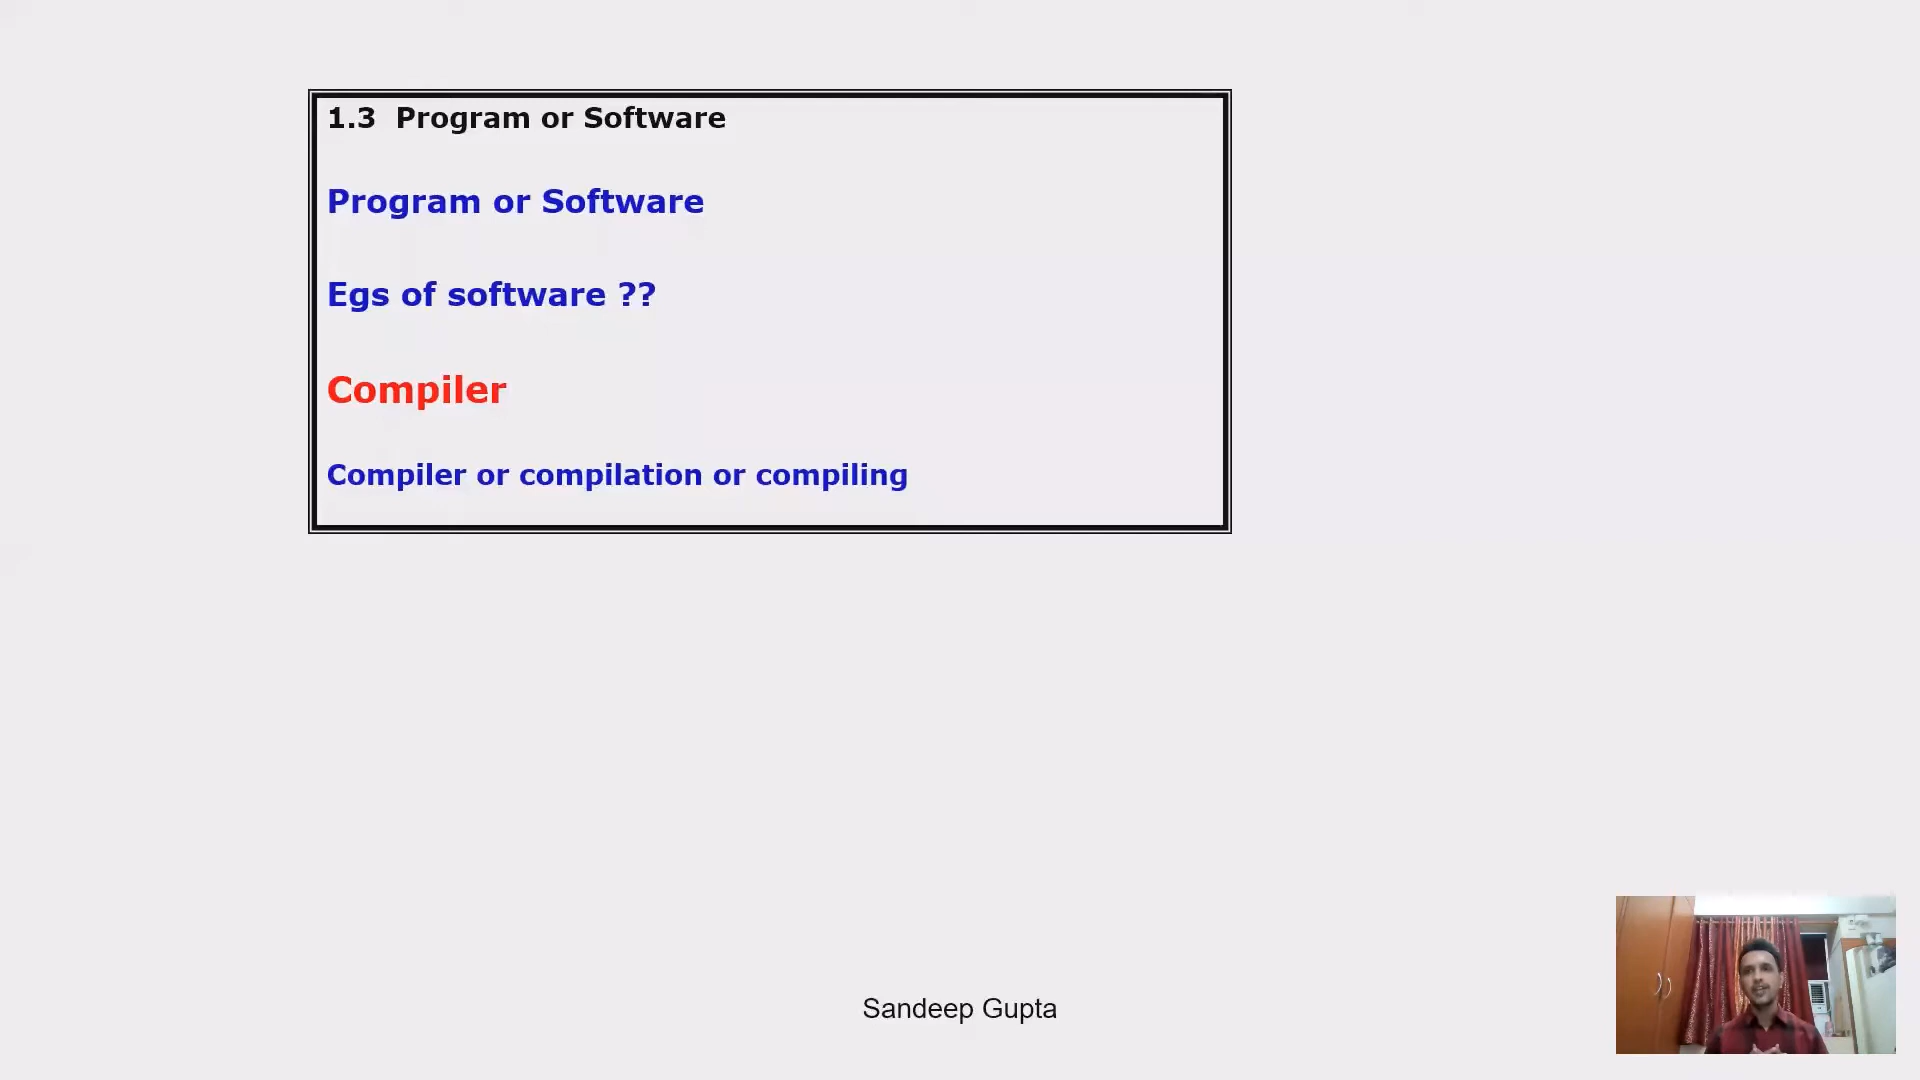 1.3 Program or Software
Program or Software
Egs of software ??
Compiler
Compiler or compilation or compiling
Sandeep Gupta